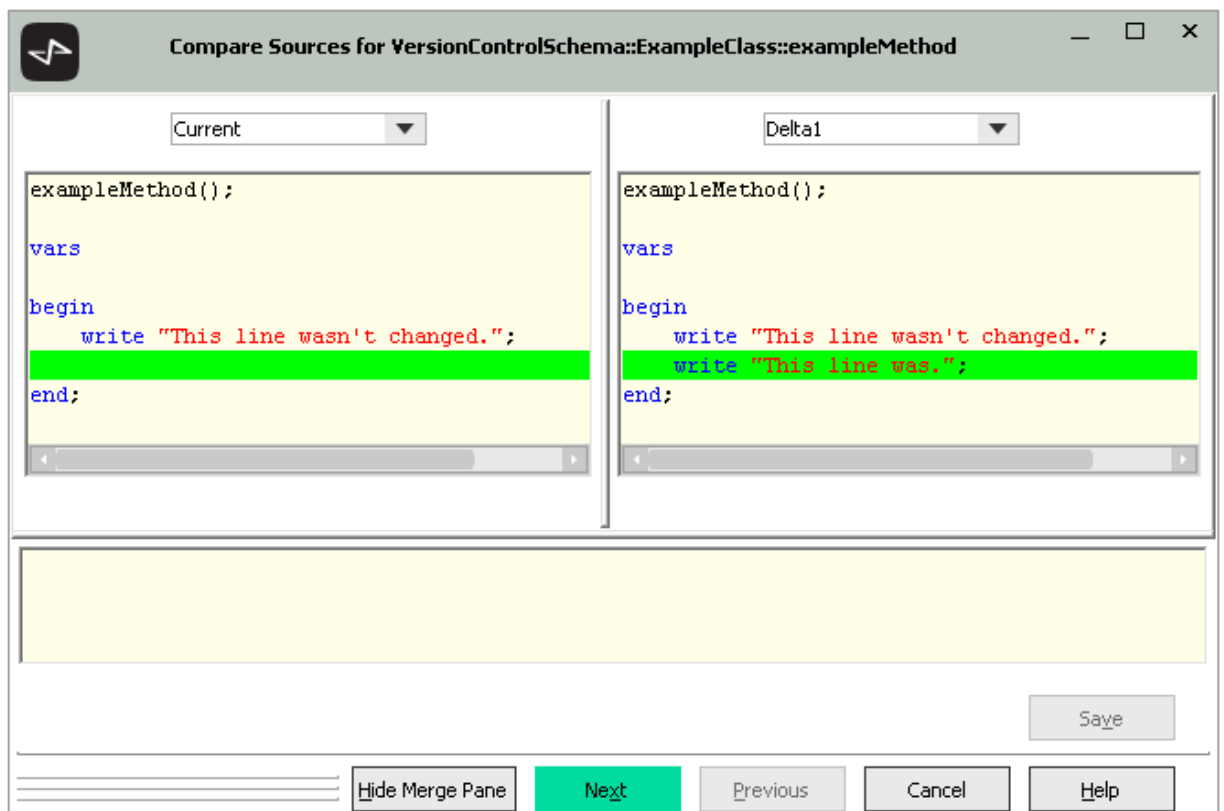 Compare Sources for VersionControlSchema::ExampleClass::exampleMethod
Current
exampleMethod();
vars
begin
    write "This line wasn't changed.";
end;
Delta1
exampleMethod();
vars
begin
    write "This line wasn't changed.";
    write "This line was.";
end;
Save
Hide Merge Pane
Next
Previous
Cancel
Help